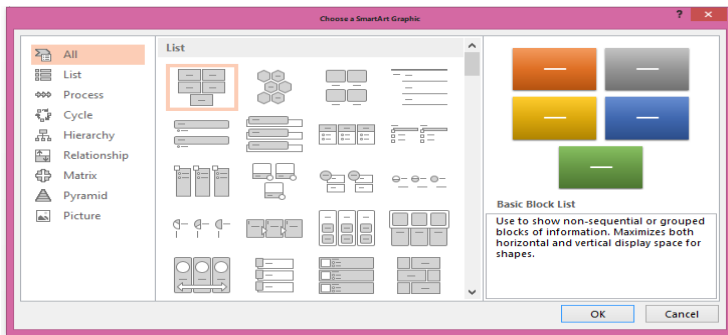 Choose a SmartArt Graphic
?
All
List
Process
Cycle
Hierarchy
Relationship
Matrix
Pyramid
Picture
List
Basic Block List
Use to show non-sequential or grouped
blocks of information. Maximizes both
horizontal and vertical display space for
shapes.
OK
Cancel